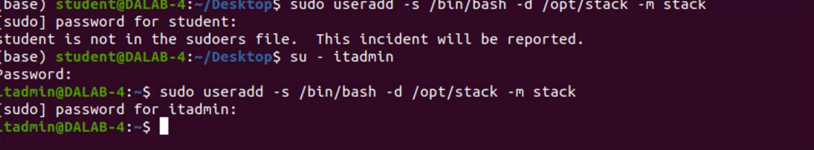 (base) student@DALAB-4:~/Desktop$ sudo useradd -s /bin/bash -d /opt/stack -m stack
[sudo] password for student:
student is not in the sudoers file.  This incident will be reported.
(base) student@DALAB-4:~/Desktop$ su - itadmin
Password:
itadmin@DALAB-4:~$ sudo useradd -s /bin/bash -d /opt/stack -m stack
[sudo] password for itadmin:
itadmin@DALAB-4:~$